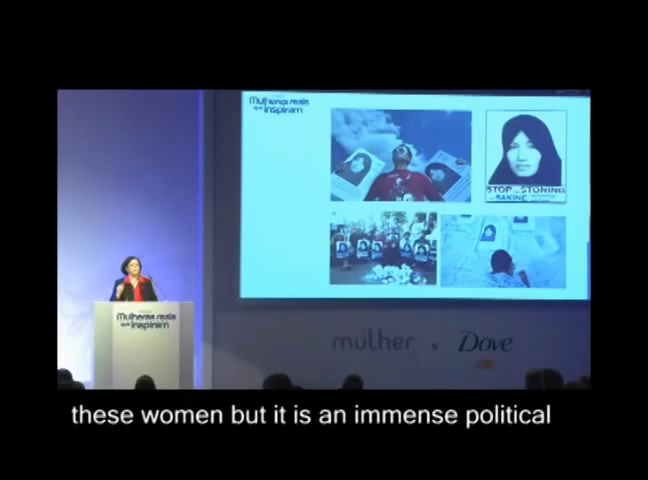 Mulheres reais
que inspiram
STOP STONING
Mulheres reais
que inspiram
mulher & Dove
these women but it is an immense political